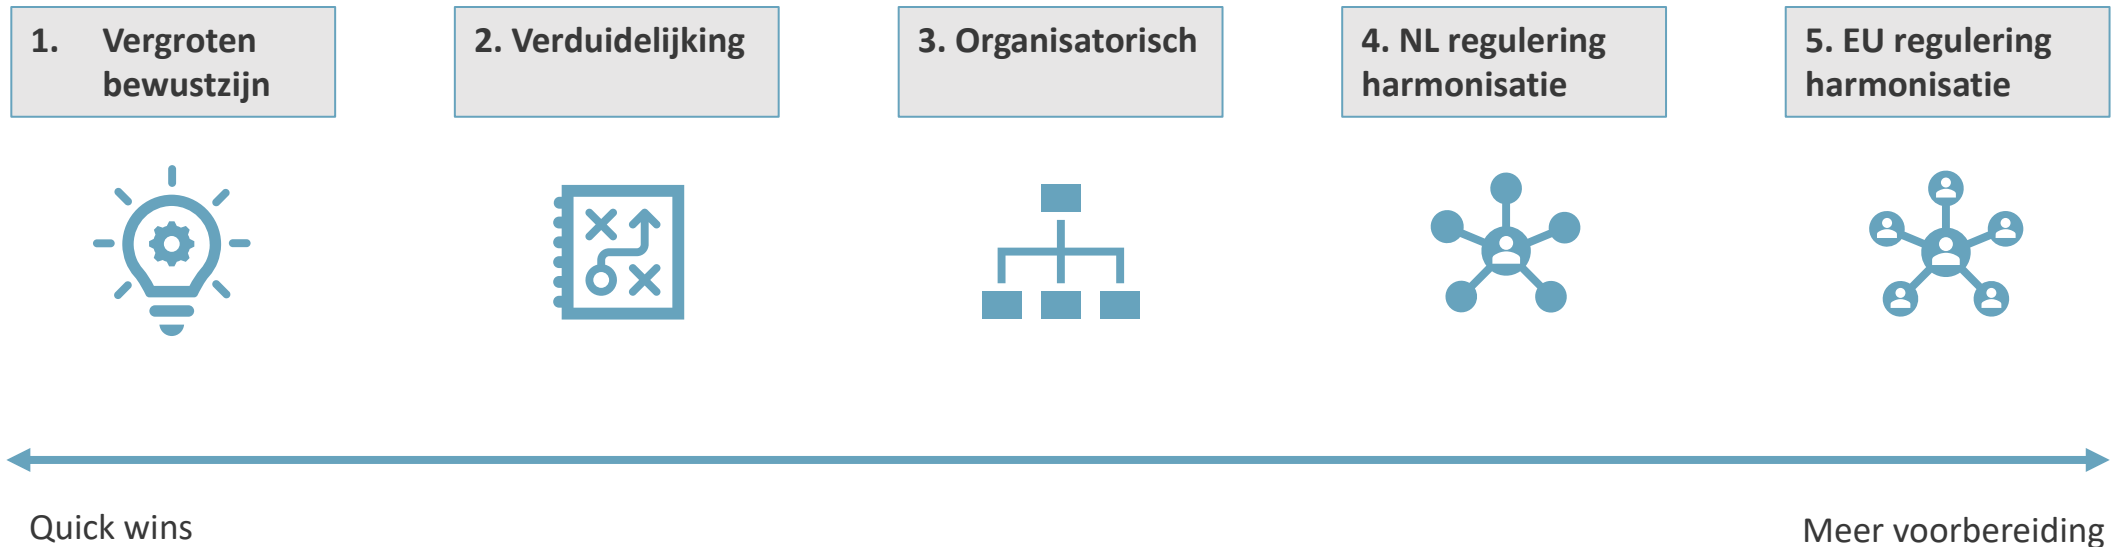 1. Vergroten
bewustzijn
2. Verduidelijking
3. Organisatorisch
4. NL regulering
harmonisatie
5. EU regulering
harmonisatie
Quick wins
Meer voorbereiding